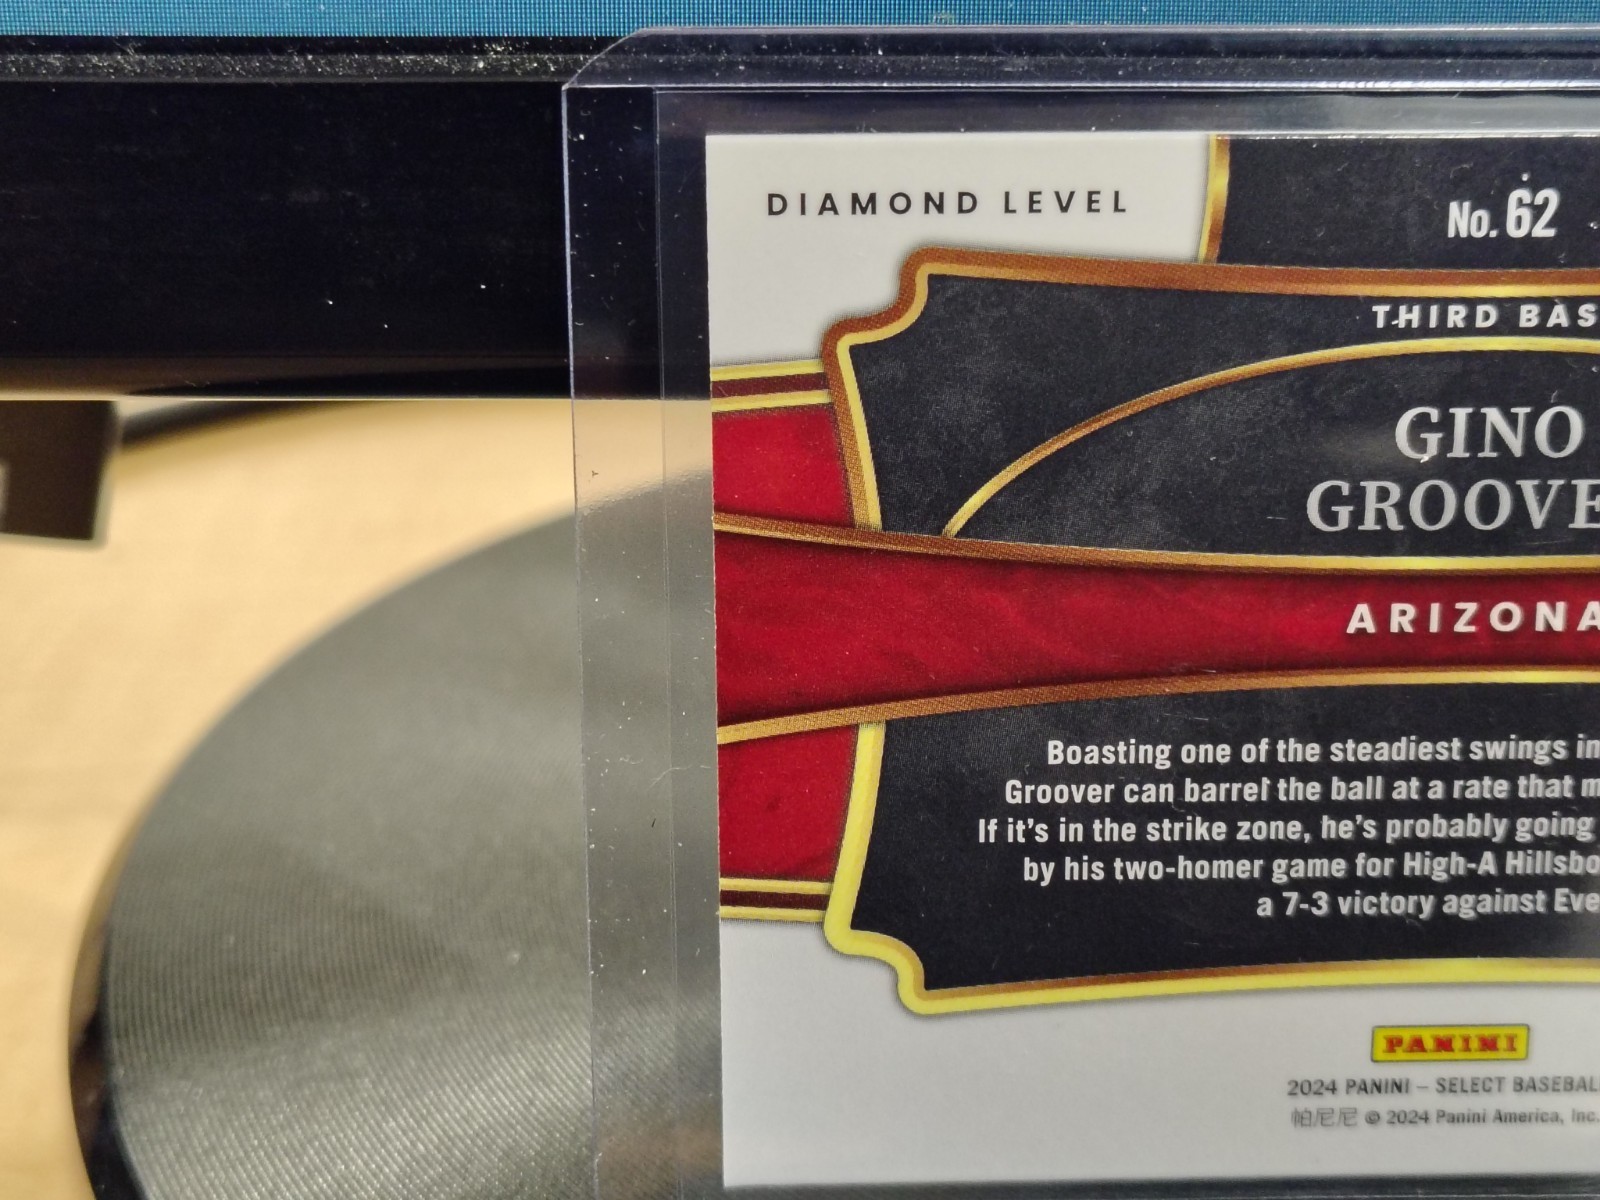 DIAMOND LEVEL
No. 62
THIRD BAS
GINO
GROOVE
ARIZONA
Boasting one of the steadiest swings in
Groover can barrel the ball at a rate that m
If it's in the strike zone, he's probably going
by his two-homer game for High-A Hillsbo
a 7-3 victory against Eve
PANINI
2024 PANINI – SELECT BASEBAL
帕尼尼 © 2024 Panini America, Inc.